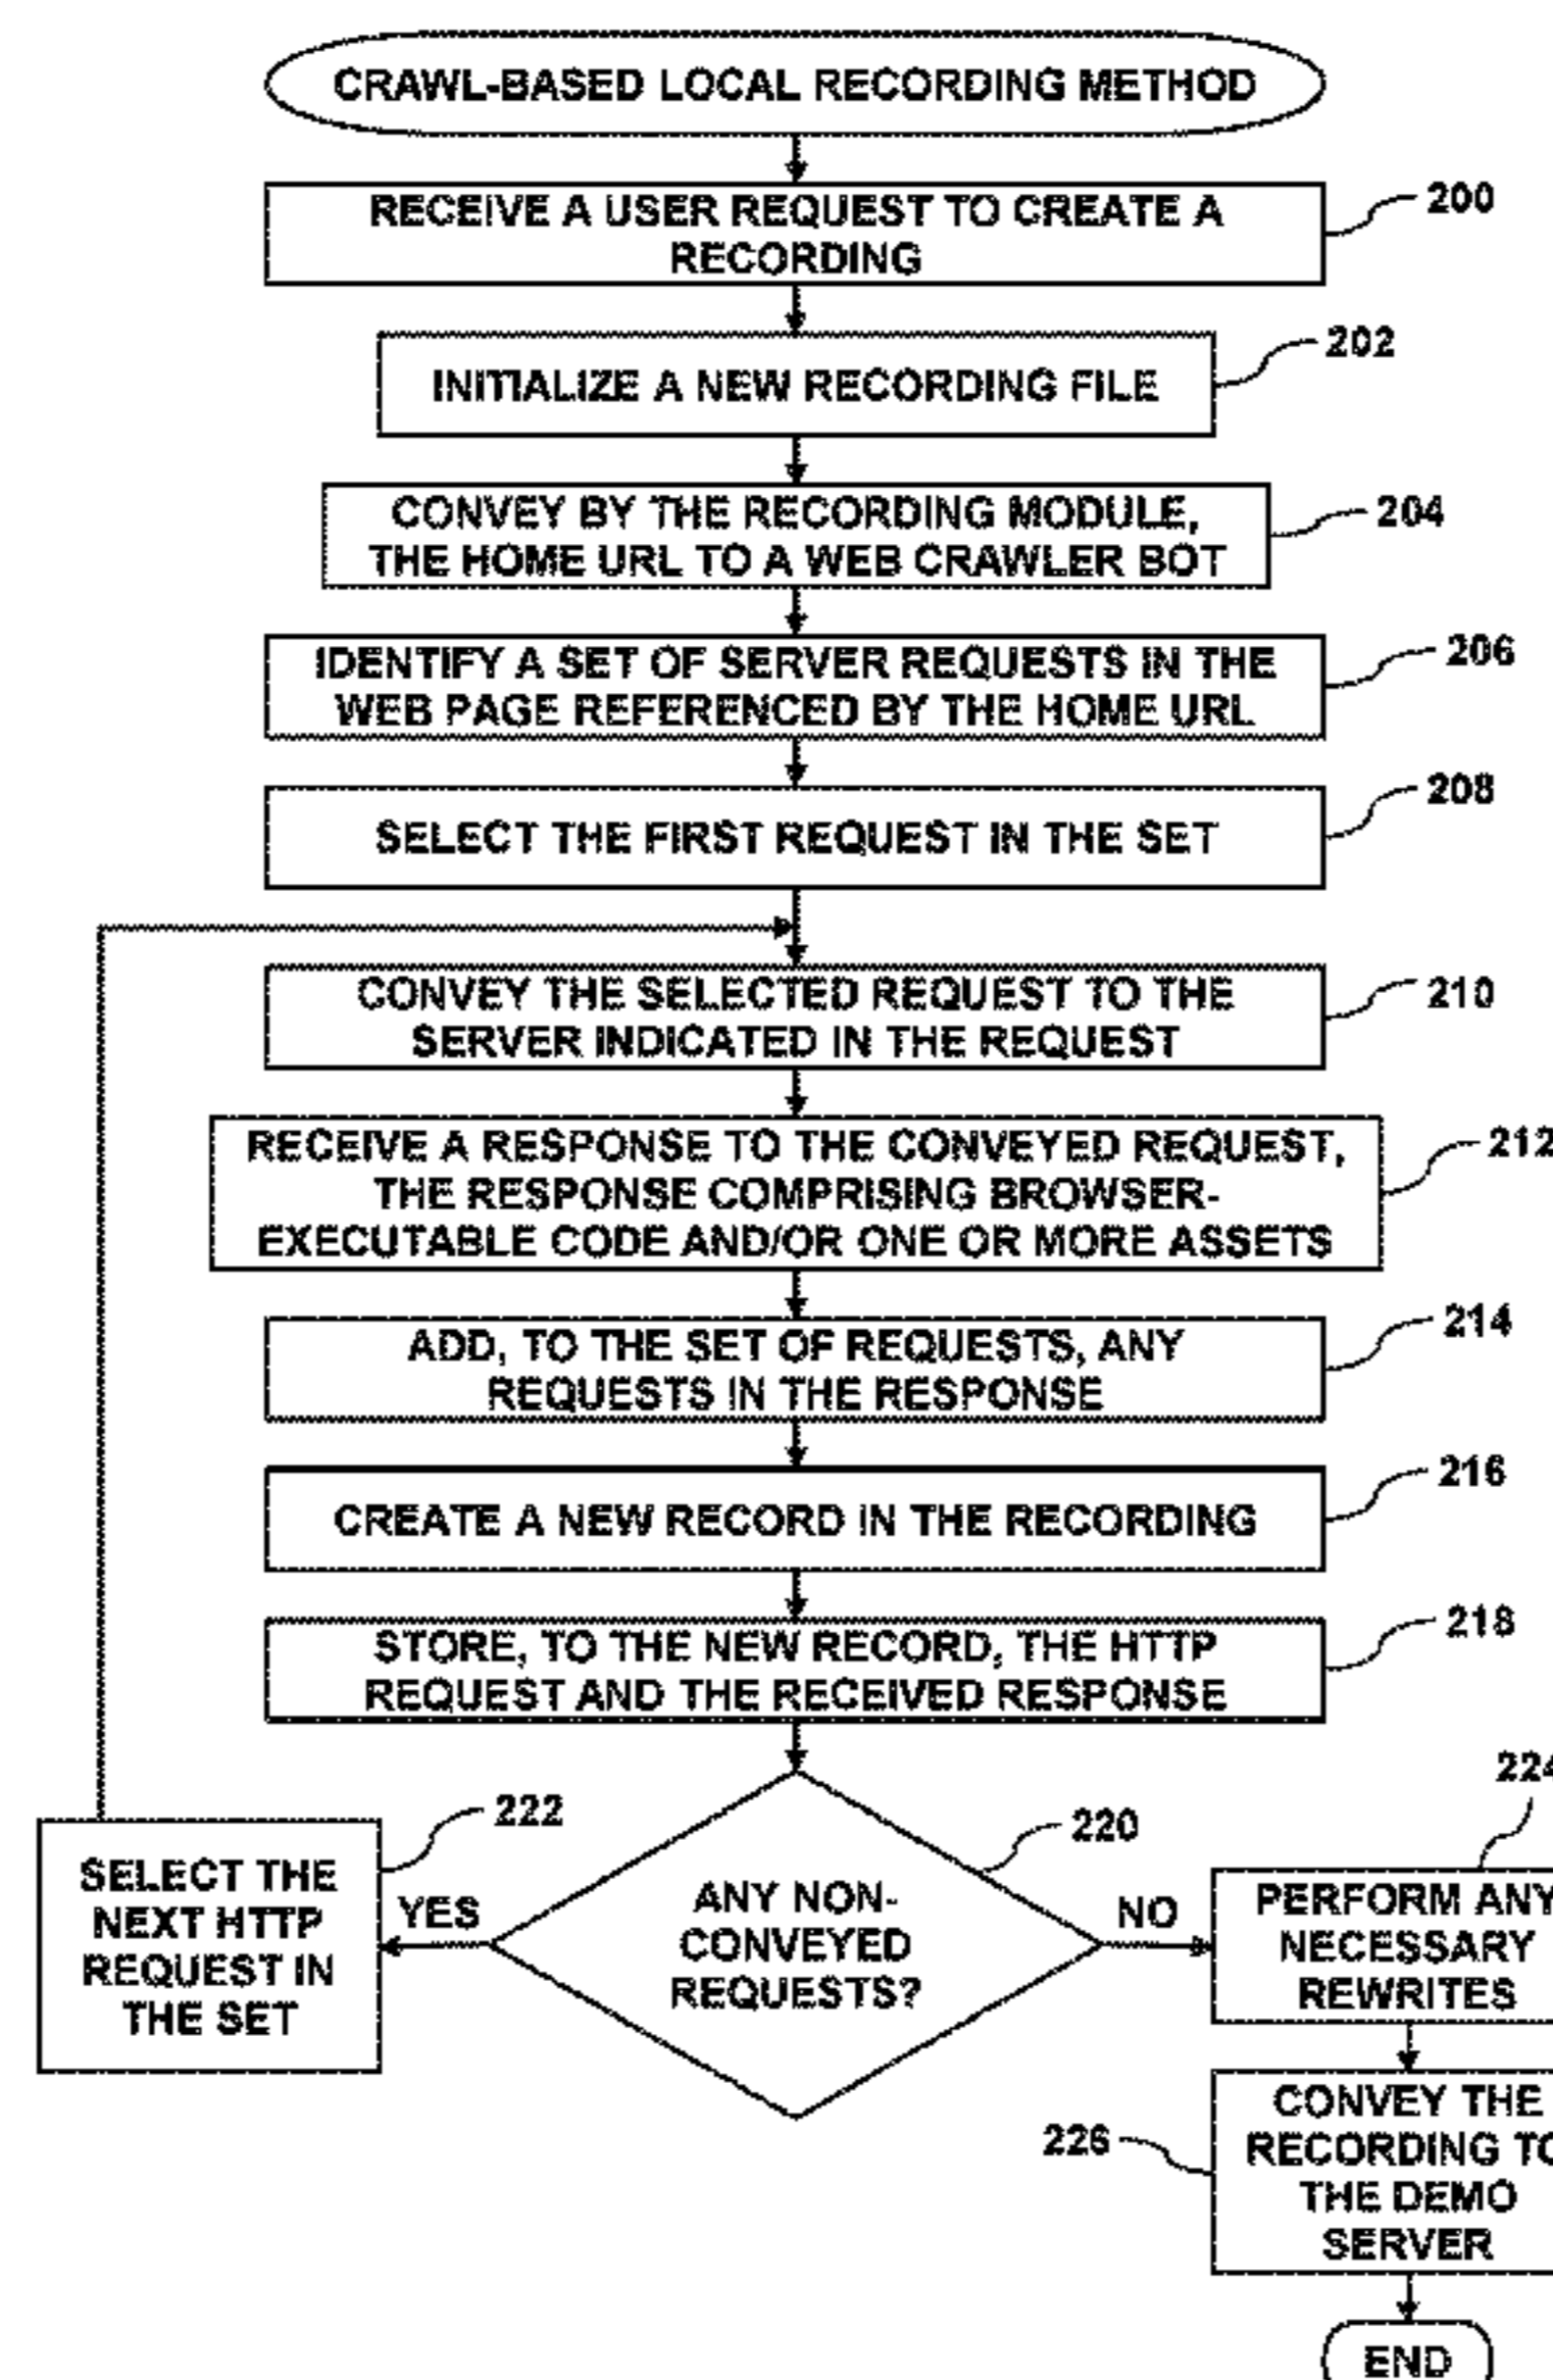 CRAWL-BASED LOCAL RECORDING METHOD
RECEIVE A USER REQUEST TO CREATE A
RECORDING
200
INITIALIZE A NEW RECORDING FILE
202
CONVEY BY THE RECORDING MODULE,
THE HOME URL TO A WEB CRAWLER BOT
204
IDENTIFY A SET OF SERVER REQUESTS IN THE
WEB PAGE REFERENCED BY THE HOME URL
206
SELECT THE FIRST REQUEST IN THE SET
208
CONVEY THE SELECTED REQUEST TO THE
SERVER INDICATED IN THE REQUEST
210
RECEIVE A RESPONSE TO THE CONVEYED REQUEST,
THE RESPONSE COMPRISING BROWSER-
EXECUTABLE CODE AND/OR ONE OR MORE ASSETS
212
ADD, TO THE SET OF REQUESTS, ANY
REQUESTS IN THE RESPONSE
214
CREATE A NEW RECORD IN THE RECORDING
216
STORE, TO THE NEW RECORD, THE HTTP
REQUEST AND THE RECEIVED RESPONSE
218
ANY NON-
CONVEYED
REQUESTS?
220
YES
SELECT THE
NEXT HTTP
REQUEST IN
THE SET
222
NO
224
PERFORM ANY
NECESSARY
REWRITES
CONVEY THE
RECORDING TO
THE DEMO
SERVER
226
END